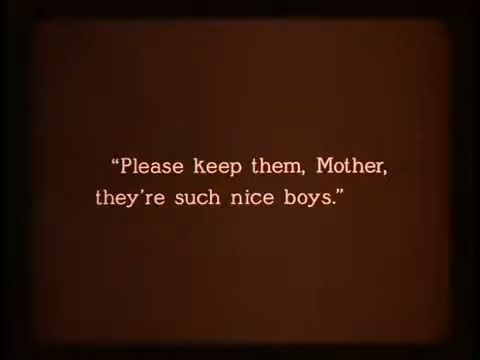 “Please keep them, Mother,
they’re such nice boys.”